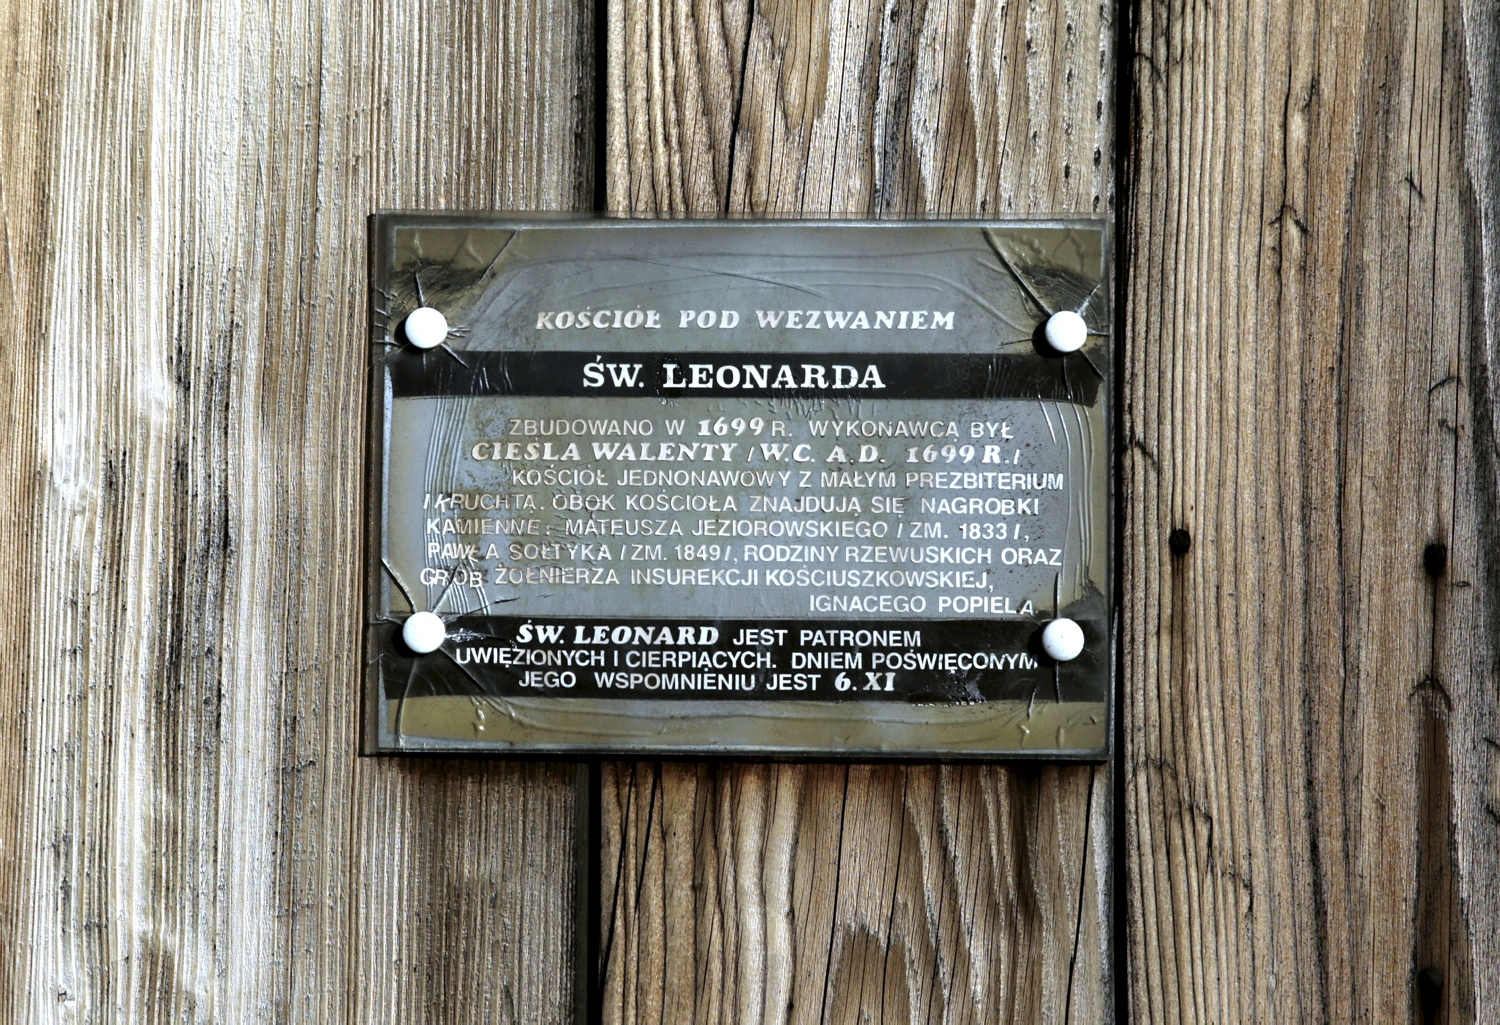 KOŚCIÓŁ POD WEZWANIEM
ŚW. LEONARDA
ZBUDOWANO W 1699 R. WYKONAWCĄ BYŁ
CIEŚLA WALENTY /W.C. A.D. 1699 R./
KOŚCIÓŁ JEDNONAWOWY Z MAŁYM PREZBITERIUM
I KRUCHTĄ. OBOK KOŚCIOŁA ZNAJDUJĄ SIĘ NAGROBKI
KAMIENNE: MATEUSZA JEZIOROWSKIEGO /ZM. 1833/,
PAWŁA SOŁTYKA /ZM. 1849/, RODZINY RZEWUSKICH ORAZ
GRÓB ŻOŁNIERZA INSUREKCJI KOŚCIUSZKOWSKIEJ,
IGNACEGO POPIELA
ŚW. LEONARD JEST PATRONEM
UWIĘZIONYCH I CIERPIĄCYCH. DNIEM POŚWIĘCONYM
JEGO WSPOMNIENIU JEST 6. XI